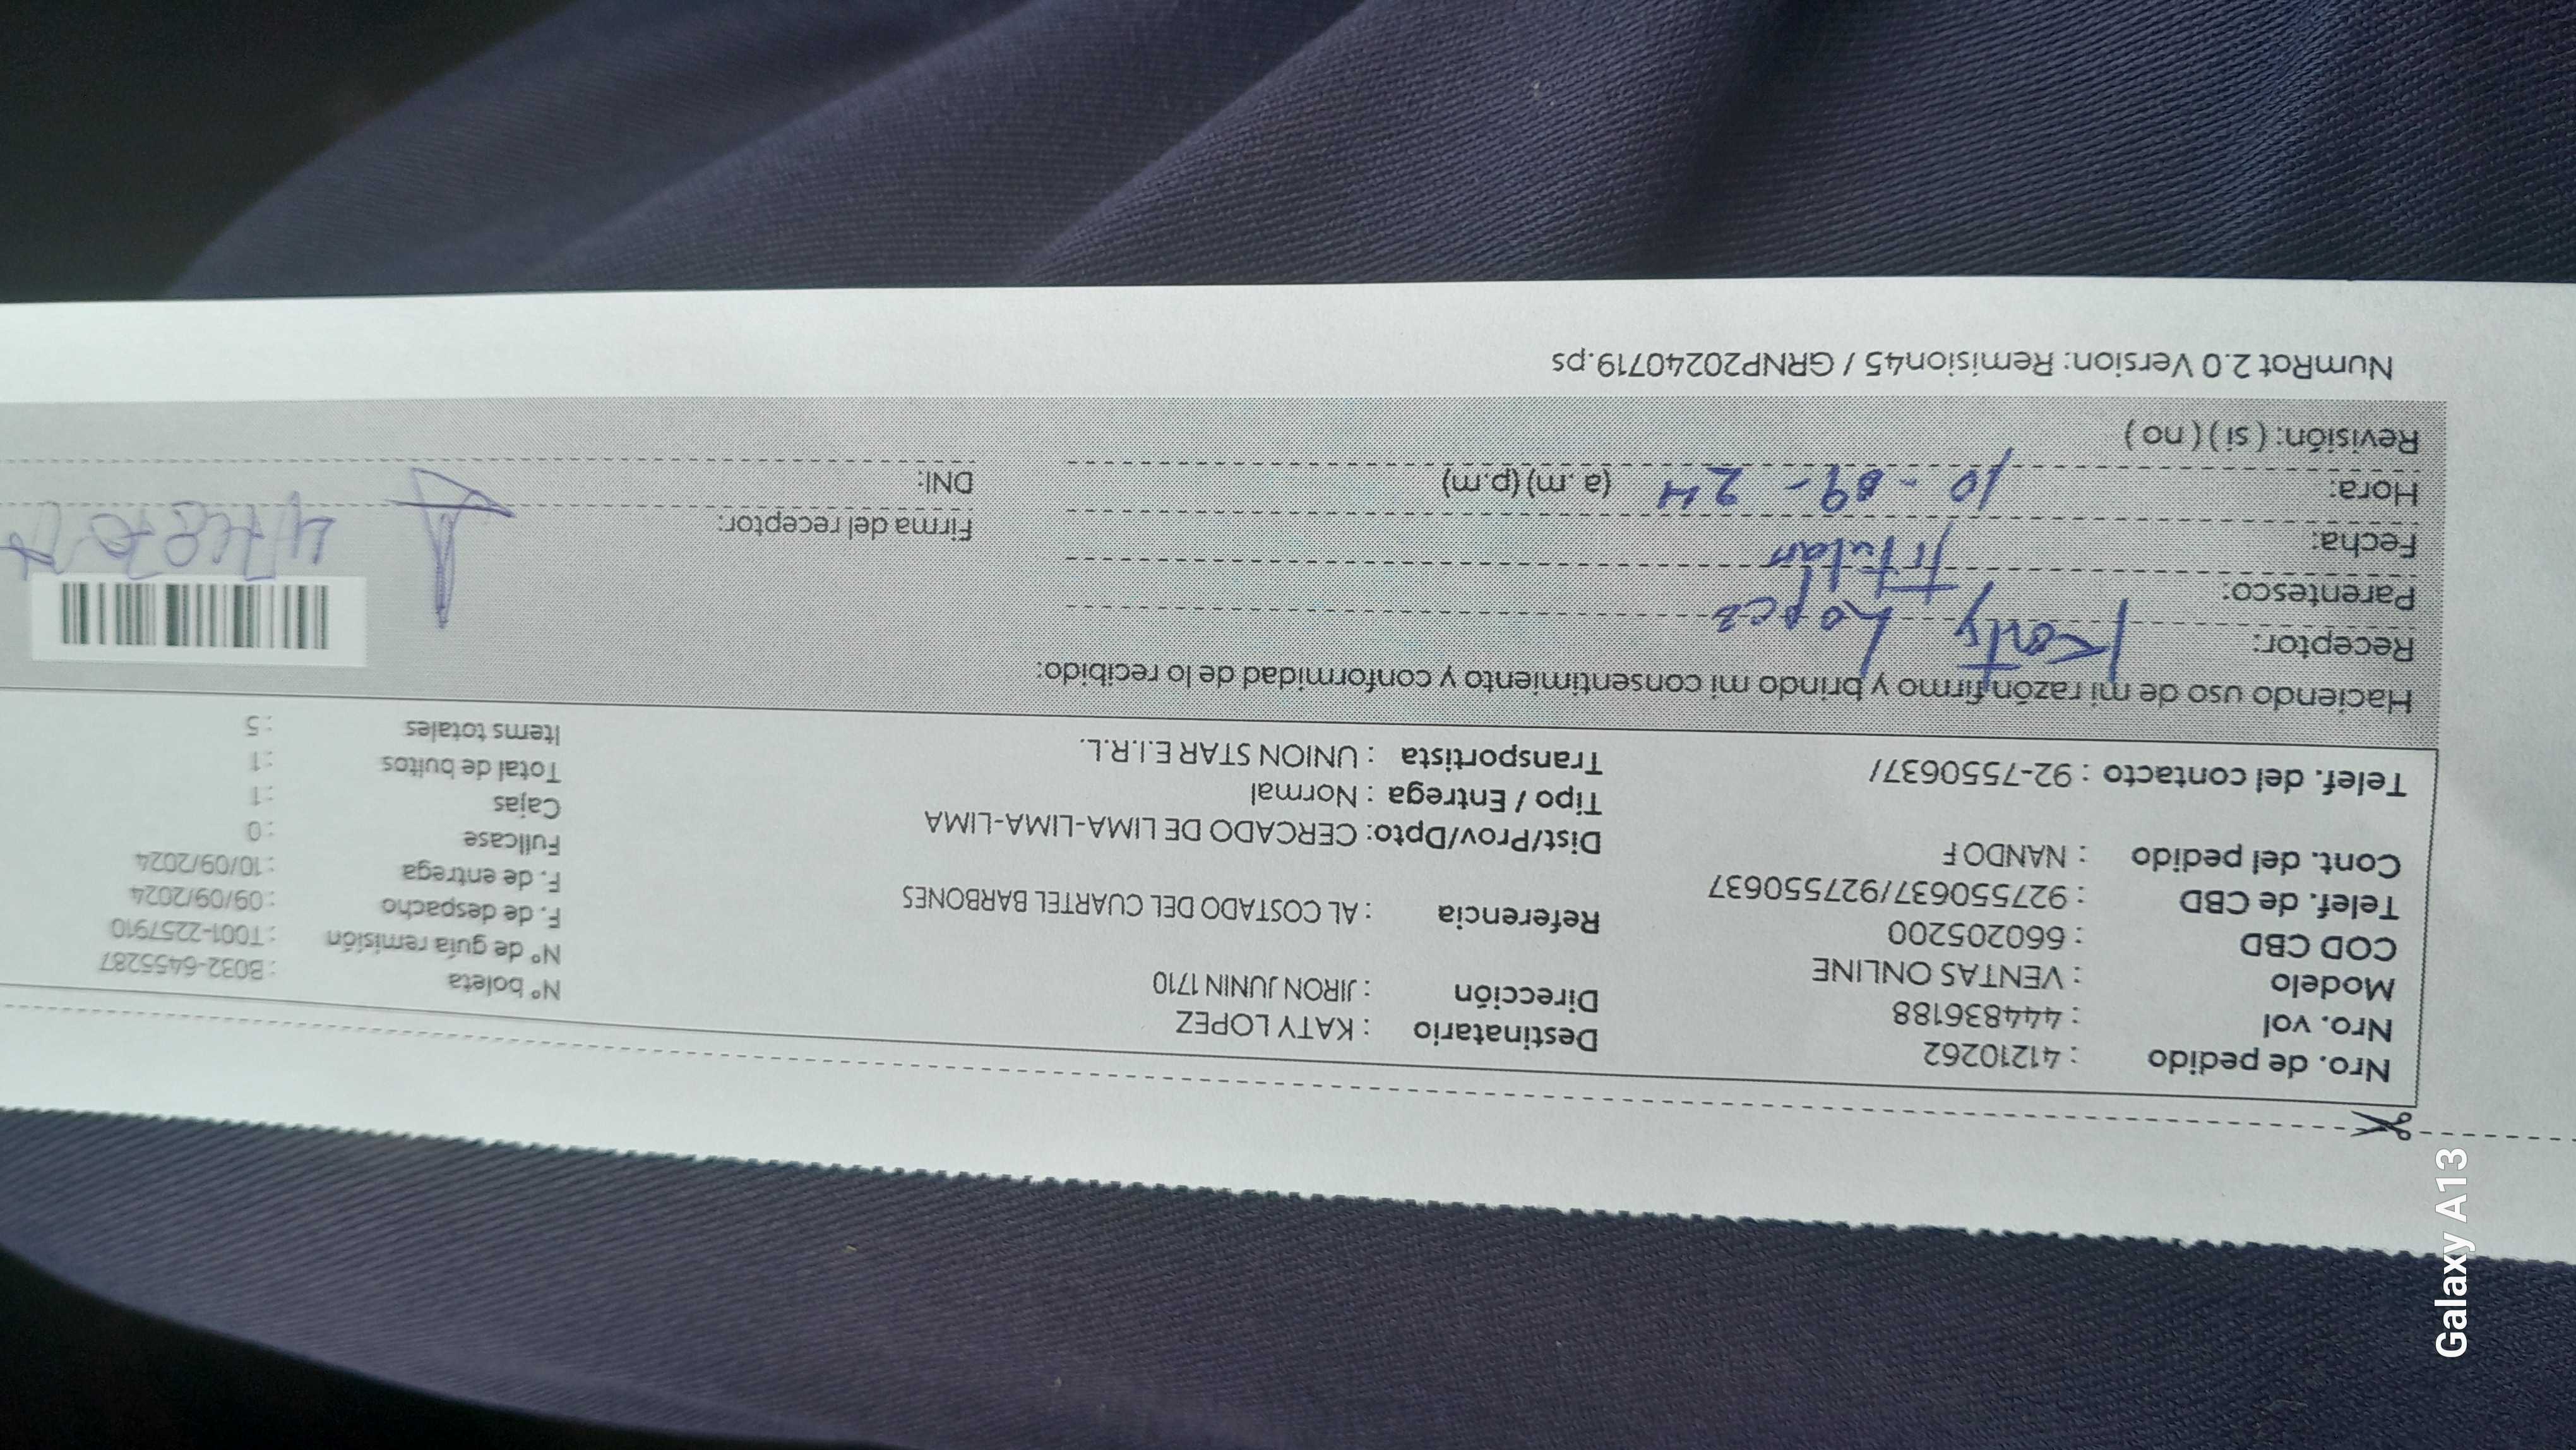 Nro. de pedido : 41210262
Nro. vol : 444836188
Modelo : VENTAS ONLINE
COD CBD : 660205200
Telef. de CBD : 927550637/927550637
Cont. del pedido : NANDO F
Telef. del contacto : 92-7550637/
Destinatario : KATY LOPEZ
Dirección : JIRON JUNIN 1710
Referencia : AL COSTADO DEL CUARTEL BARBONES
Dist/Prov/Dpto: CERCADO DE LIMA-LIMA-LIMA
Tipo / Entrega : Normal
Transportista : UNION STAR E.I.R.L.
Nº boleta : B032-6455287
Nº de guía remisión : T001-2257910
F. de despacho : 09/09/2024
F. de entrega : 10/09/2024
Fullcase : 0
Cajas : 1
Total de bultos : 1
Items totales : 5
Haciendo uso de mi razón firmo y brindo mi consentimiento y conformidad de lo recibido:
Receptor: Katy Lopez
Parentesco: Titular
Fecha:
Hora: 10-09-24 (a .m) (p.m)
Revisión: ( si ) ( no )
Firma del receptor:
DNI:
NumRot 2.0 Version: Remision45 / GRNP20240719.ps
Galaxy A13